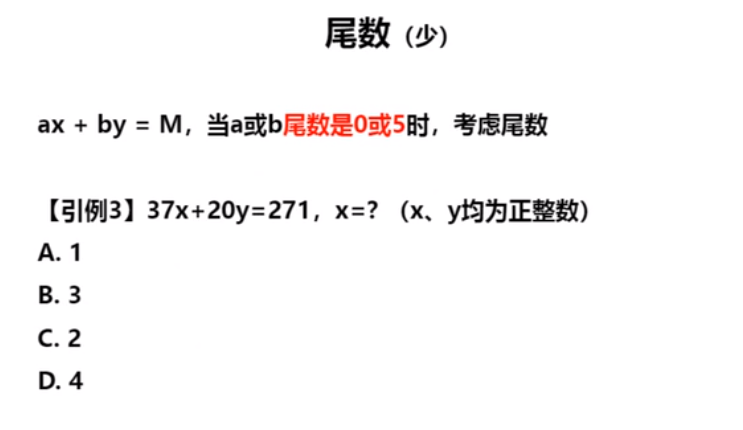 尾数（少）
ax + by = M，当a或b尾数是0或5时，考虑尾数
【引例3】37x+20y=271，x=? （x、y均为正整数）
A. 1
B. 3
C. 2
D. 4